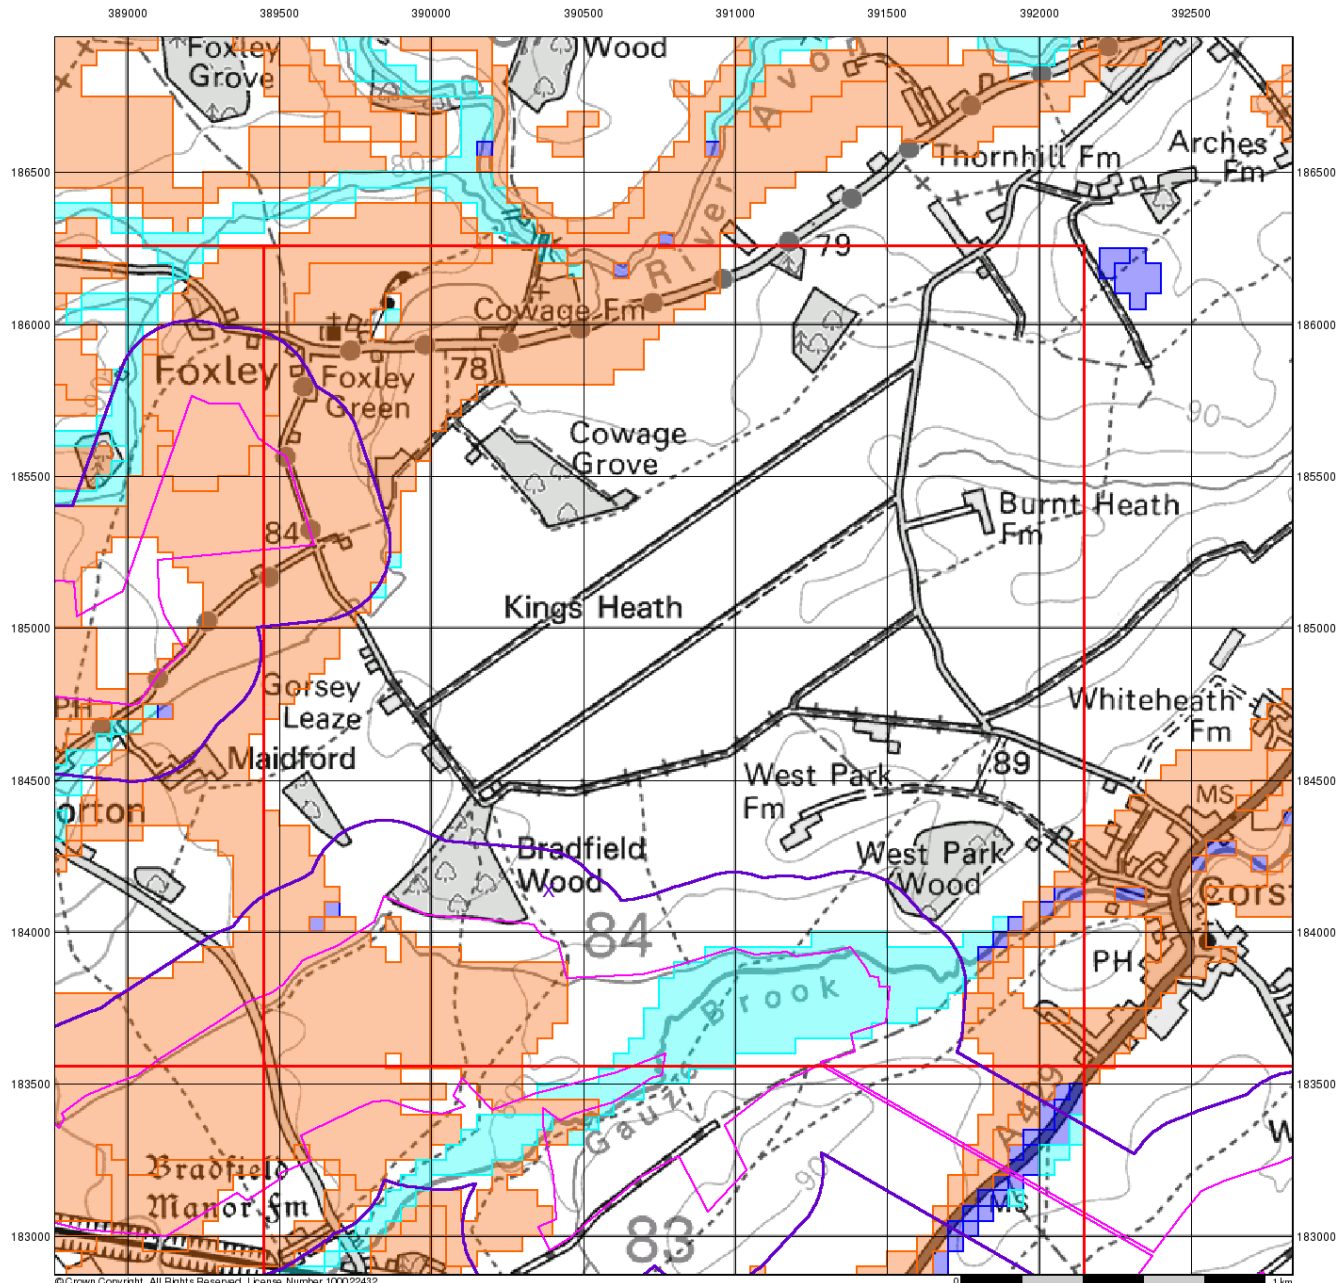 389000 389500 390000 390500 391000 391500 392000 392500
Foxley
Grove
Wood
Avon
80
Thornhill Fm
Arches
Fm
186500 186500
River
79
Cowage Fm
186000 186000
Foxley
Foxley
Green
78
90
Cowage
Grove
185500 185500
Burnt Heath
Fm
84
Kings Heath
185000 185000
Gorsey
Leaze
PH
Whiteheath
Fm
Maidford
89
184500 184500
West Park
Fm
MS
orton
Bradfield
Wood
X
West Park
Wood
Corst
184000 184000
84
PH
Brook
183500 183500
80
Gauze
A429
W
Bradfield
Manor Fm
90
MS
183000 183000
83
© Crown Copyright. All Rights Reserved. License Number 100022432
0 1 km